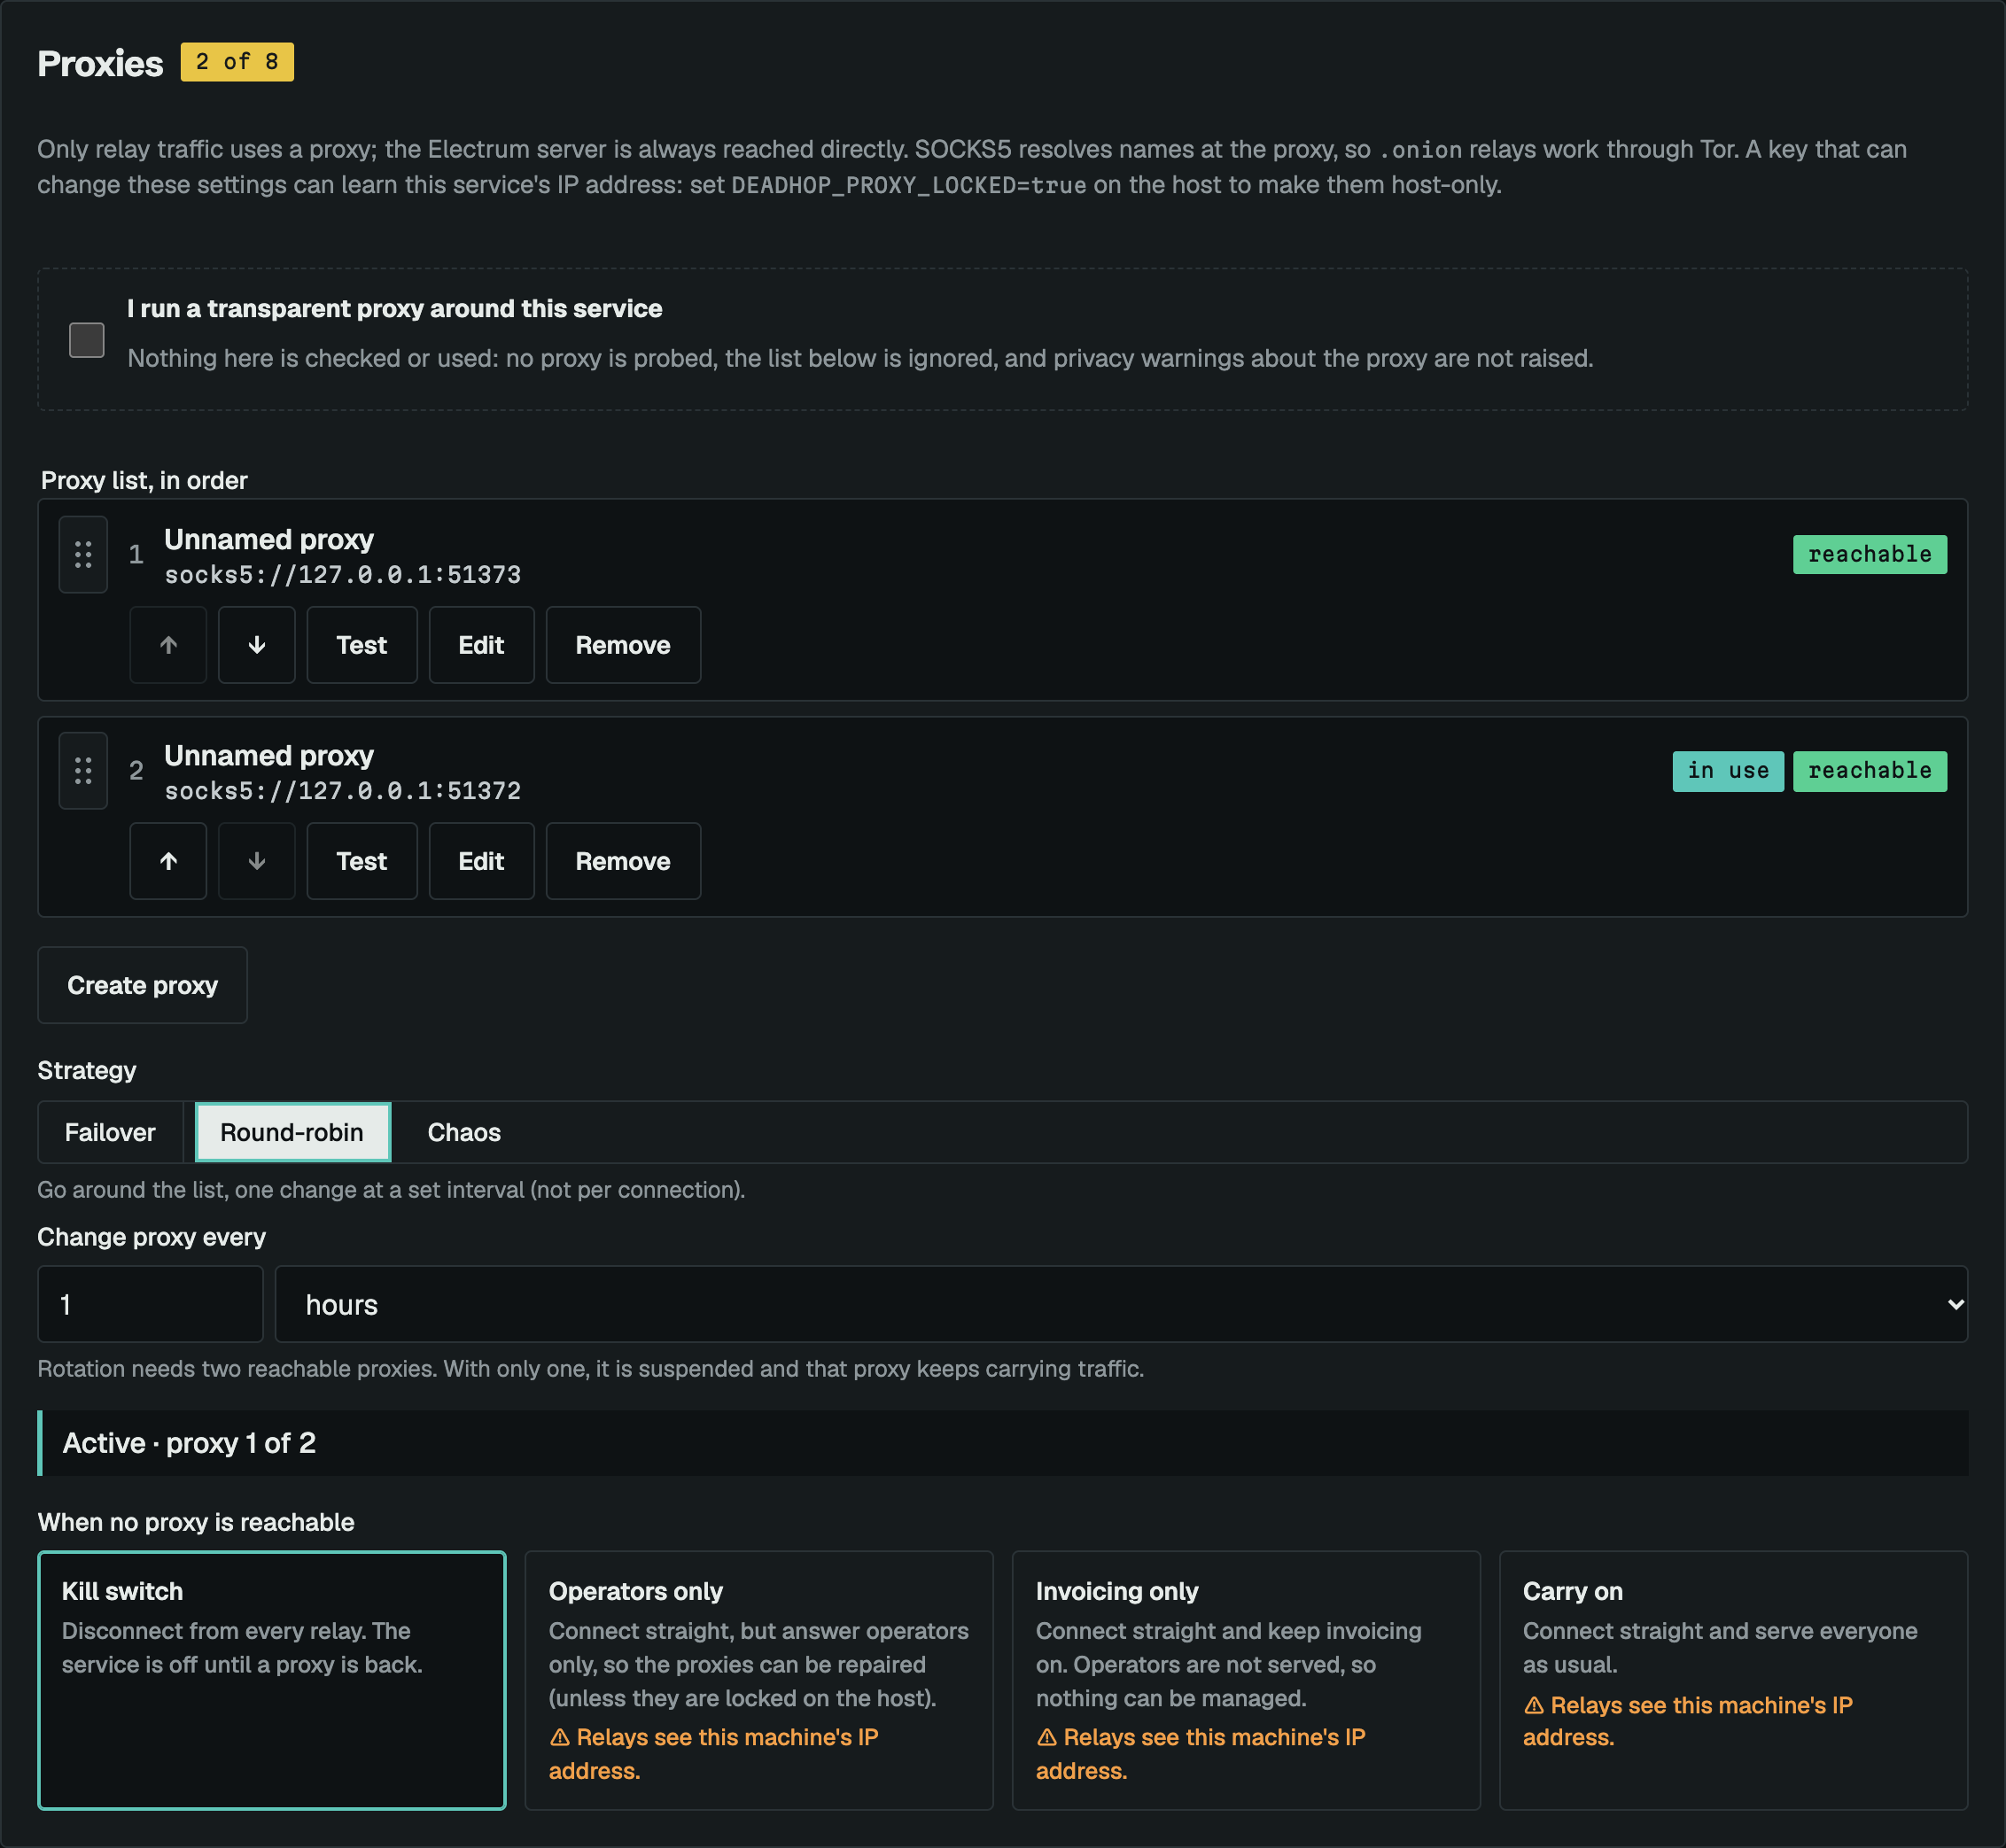 Proxies 2 of 8
Only relay traffic uses a proxy; the Electrum server is always reached directly. SOCKS5 resolves names at the proxy, so .onion relays work through Tor. A key that can
change these settings can learn this service's IP address: set DEADHOP_PROXY_LOCKED=true on the host to make them host-only.
I run a transparent proxy around this service
Nothing here is checked or used: no proxy is probed, the list below is ignored, and privacy warnings about the proxy are not raised.
Proxy list, in order
1 Unnamed proxy reachable
socks5://127.0.0.1:51373
↑ ↓ Test Edit Remove
2 Unnamed proxy in use reachable
socks5://127.0.0.1:51372
↑ ↓ Test Edit Remove
Create proxy
Strategy
Failover Round-robin Chaos
Go around the list, one change at a set interval (not per connection).
Change proxy every
1 hours
Rotation needs two reachable proxies. With only one, it is suspended and that proxy keeps carrying traffic.
Active · proxy 1 of 2
When no proxy is reachable
Kill switch
Disconnect from every relay. The
service is off until a proxy is back.
Operators only
Connect straight, but answer operators
only, so the proxies can be repaired
(unless they are locked on the host).
⚠ Relays see this machine's IP
address.
Invoicing only
Connect straight and keep invoicing
on. Operators are not served, so
nothing can be managed.
⚠ Relays see this machine's IP
address.
Carry on
Connect straight and serve everyone
as usual.
⚠ Relays see this machine's IP
address.